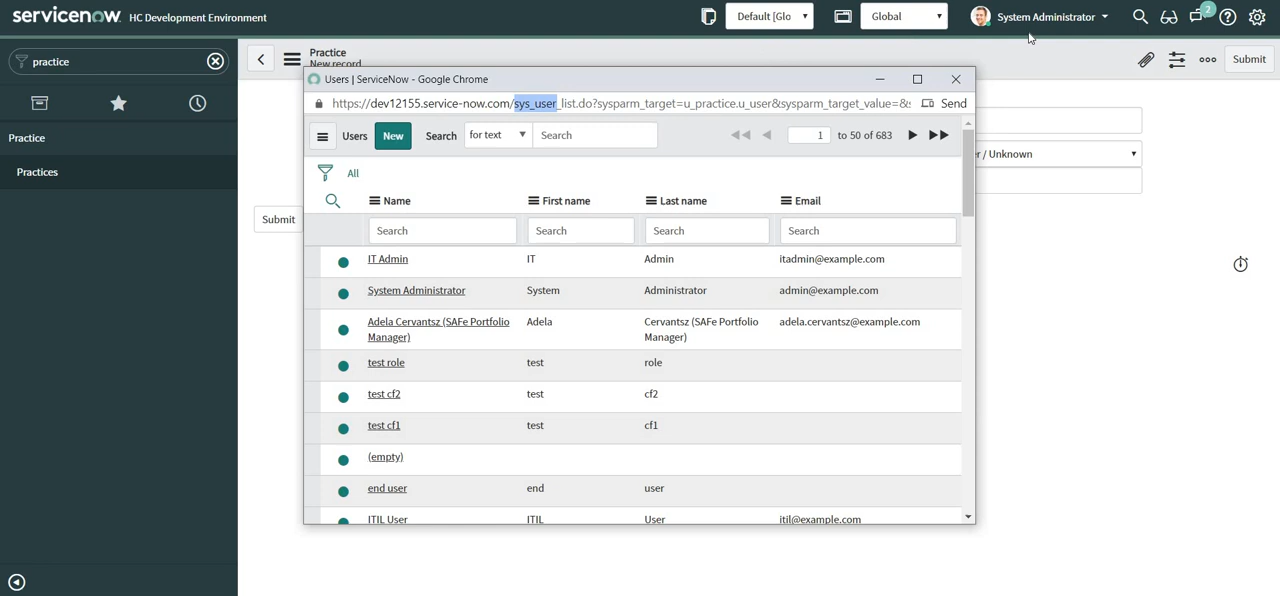 servicenow. HC Development Environment
Default [Glo
Global
System Administrator
2
practice
Practice
New record
Submit
Practice
Practices
Submit
r / Unknown
Users | ServiceNow - Google Chrome
https://dev12155.service-now.com/sys_user_list.do?sysparm_target=u_practice.u_user&sysparm_target_value=&
Send
Users New Search for text Search 1 to 50 of 683
All
Name First name Last name Email
Search Search Search Search
IT Admin IT Admin itadmin@example.com
System Administrator System Administrator admin@example.com
Adela Cervantsz (SAFe Portfolio Adela Cervantsz (SAFe Portfolio adela.cervantsz@example.com
Manager) Manager)
test role test role
test cf2 test cf2
test cf1 test cf1
(empty)
end user end user
ITIL User ITIL User itil@example.com